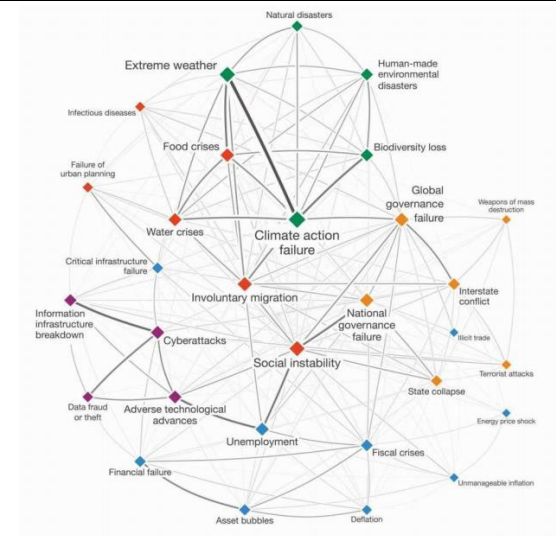 Natural disasters
Extreme weather
Human-made
environmental
disasters
Infectious diseases
Food crises
Biodiversity loss
Failure of
urban planning
Global
governance
failure
Weapons of mass
destruction
Water crises
Climate action
failure
Critical infrastructure
failure
Involuntary migration
Interstate
conflict
Information
infrastructure
breakdown
National
governance
failure
Cyberattacks
Illicit trade
Social instability
Terrorist attacks
State collapse
Data fraud
or theft
Adverse technological
advances
Energy price shock
Unemployment
Fiscal crises
Financial failure
Unmanageable inflation
Asset bubbles
Deflation